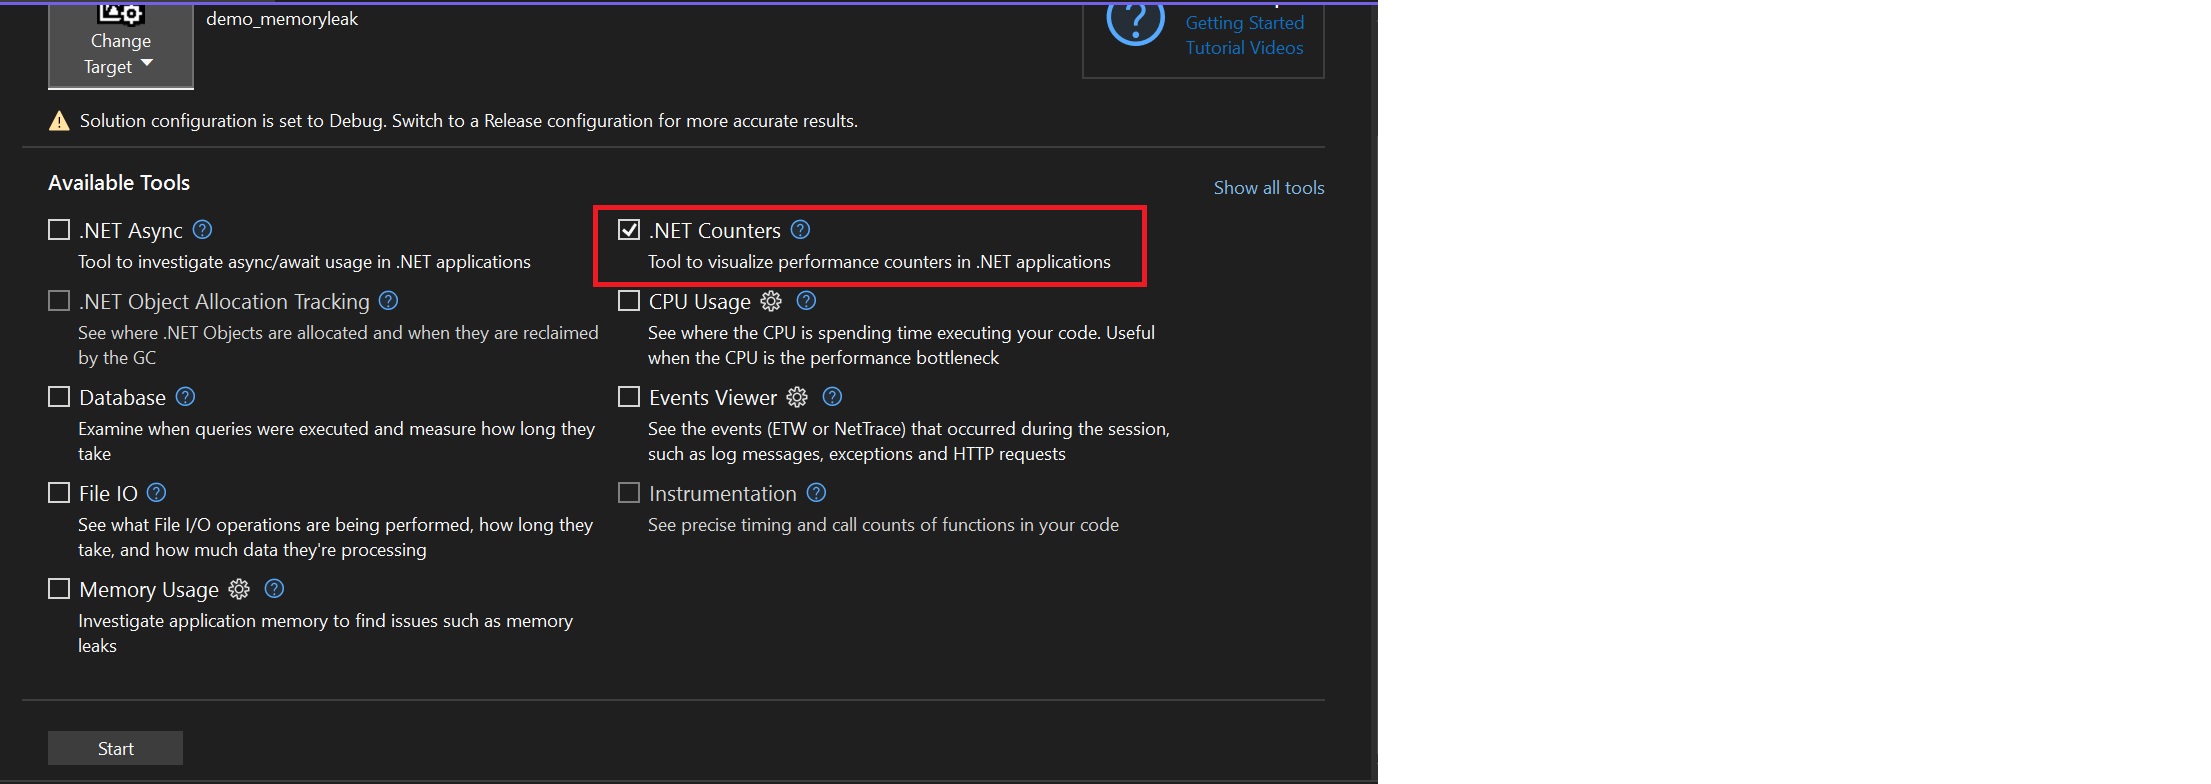 demo_memoryleak
Change
Target
Getting Started
Tutorial Videos
Solution configuration is set to Debug. Switch to a Release configuration for more accurate results.
Available Tools
Show all tools
.NET Async
Tool to investigate async/await usage in .NET applications
.NET Counters
Tool to visualize performance counters in .NET applications
.NET Object Allocation Tracking
See where .NET Objects are allocated and when they are reclaimed
by the GC
CPU Usage
See where the CPU is spending time executing your code. Useful
when the CPU is the performance bottleneck
Database
Examine when queries were executed and measure how long they
take
Events Viewer
See the events (ETW or NetTrace) that occurred during the session,
such as log messages, exceptions and HTTP requests
File IO
See what File I/O operations are being performed, how long they
take, and how much data they're processing
Instrumentation
See precise timing and call counts of functions in your code
Memory Usage
Investigate application memory to find issues such as memory
leaks
Start